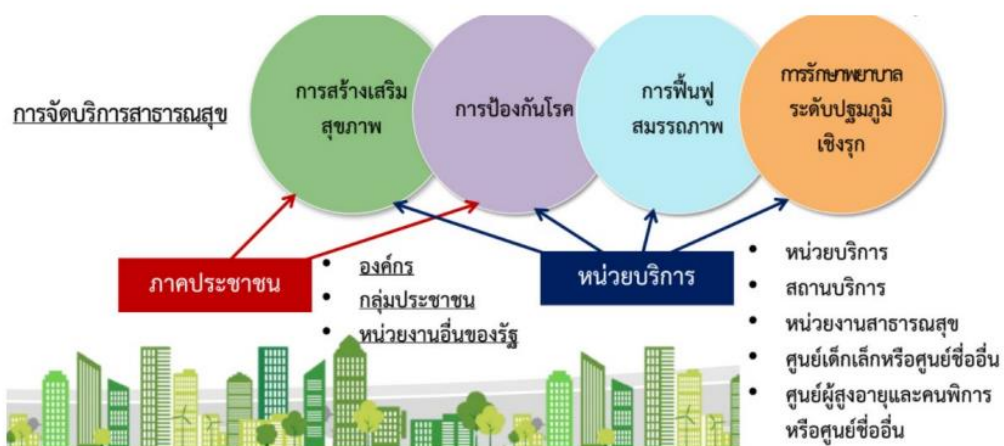 การจัดบริการสาธารณสุข
การสร้างเสริม
สุขภาพ
การป้องกันโรค
การฟื้นฟู
สมรรถภาพ
การรักษาพยาบาล
ระดับปฐมภูมิ
เชิงรุก
ภาคประชาชน
• องค์กร
• กลุ่มประชาชน
• หน่วยงานอื่นของรัฐ
หน่วยบริการ
• หน่วยบริการ
• สถานบริการ
• หน่วยงานสาธารณสุข
• ศูนย์เด็กเล็กหรือศูนย์ชื่ออื่น
• ศูนย์ผู้สูงอายุและคนพิการ
หรือศูนย์ชื่ออื่น